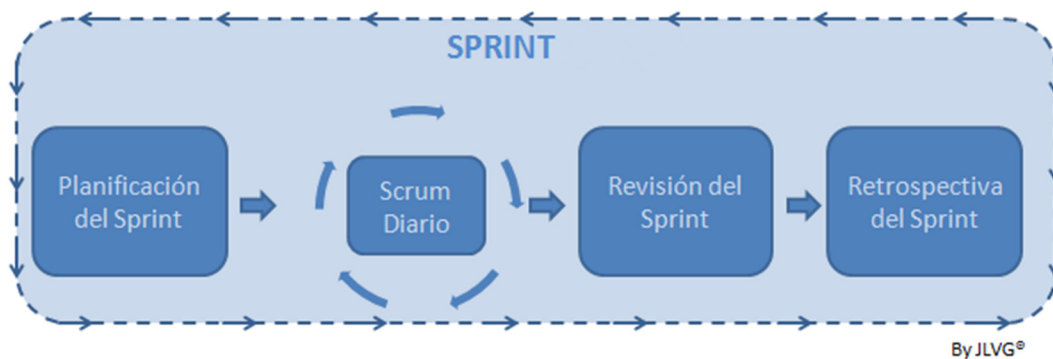 SPRINT
Planificación
del Sprint
Scrum
Diario
Revisión del
Sprint
Retrospectiva
del Sprint
By JLVG®